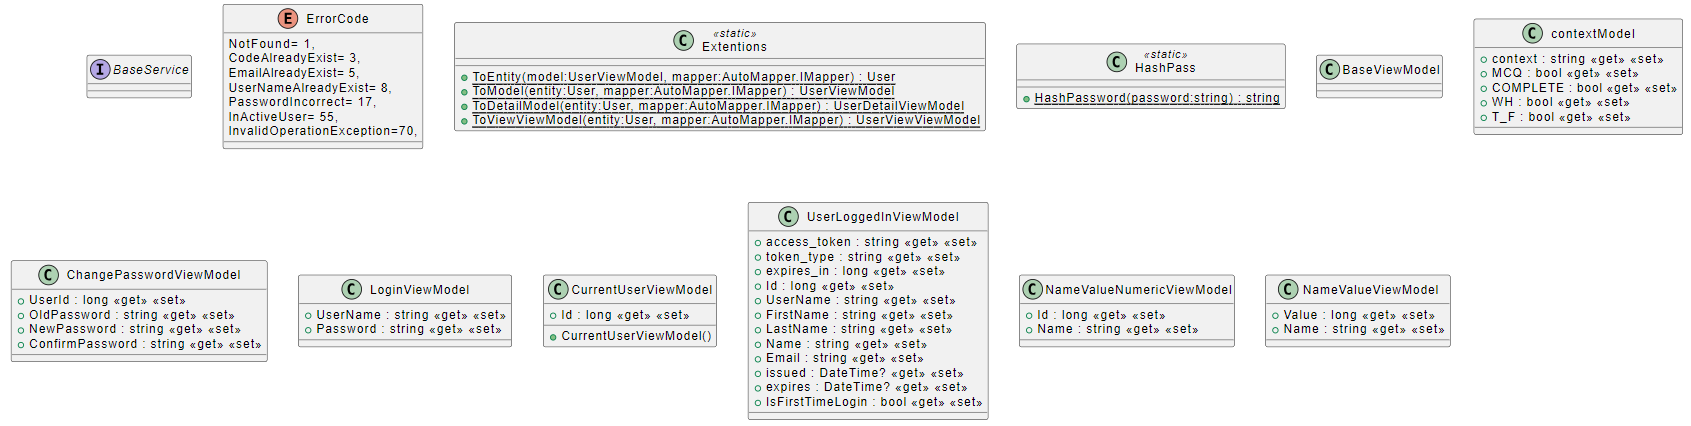 I BaseService
E ErrorCode
NotFound= 1,
CodeAlreadyExist= 3,
EmailAlreadyExist= 5,
UserNameAlreadyExist= 8,
PasswordIncorrect= 17,
InActiveUser= 55,
InvalidOperationException=70,
«static»
C Extentions
ToEntity(model:UserViewModel, mapper:AutoMapper.IMapper) : User
ToModel(entity:User, mapper:AutoMapper.IMapper) : UserViewModel
ToDetailModel(entity:User, mapper:AutoMapper.IMapper) : UserDetailViewModel
ToViewViewModel(entity:User, mapper:AutoMapper.IMapper) : UserViewViewModel
«static»
C HashPass
HashPassword(password:string) : string
C BaseViewModel
C contextModel
context : string «get» «set»
MCQ : bool «get» «set»
COMPLETE : bool «get» «set»
WH : bool «get» «set»
T_F : bool «get» «set»
C ChangePasswordViewModel
UserId : long «get» «set»
OldPassword : string «get» «set»
NewPassword : string «get» «set»
ConfirmPassword : string «get» «set»
C LoginViewModel
UserName : string «get» «set»
Password : string «get» «set»
C CurrentUserViewModel
Id : long «get» «set»
CurrentUserViewModel()
C UserLoggedInViewModel
access_token : string «get» «set»
token_type : string «get» «set»
expires_in : long «get» «set»
Id : long «get» «set»
UserName : string «get» «set»
FirstName : string «get» «set»
LastName : string «get» «set»
Name : string «get» «set»
Email : string «get» «set»
issued : DateTime? «get» «set»
expires : DateTime? «get» «set»
IsFirstTimeLogin : bool «get» «set»
C NameValueNumericViewModel
Id : long «get» «set»
Name : string «get» «set»
C NameValueViewModel
Value : long «get» «set»
Name : string «get» «set»